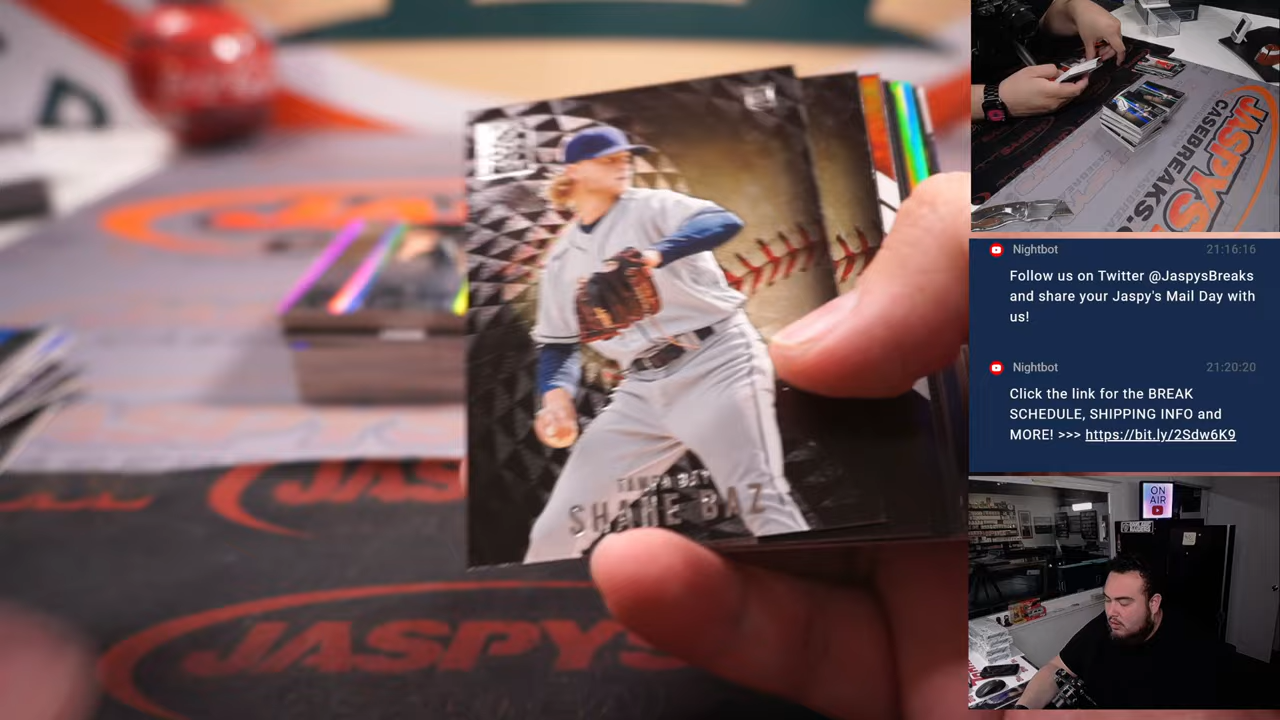 TAMPA BAY
SHANE BAZ
JASPYS
JASPYS
CASEBREAKS.
Nightbot
21:16:16
Follow us on Twitter @JaspysBreaks
and share your Jaspy's Mail Day with
us!
Nightbot
21:20:20
Click the link for the BREAK
SCHEDULE, SHIPPING INFO and
MORE! >>> https://bit.ly/2Sdw6K9
ON
AIR